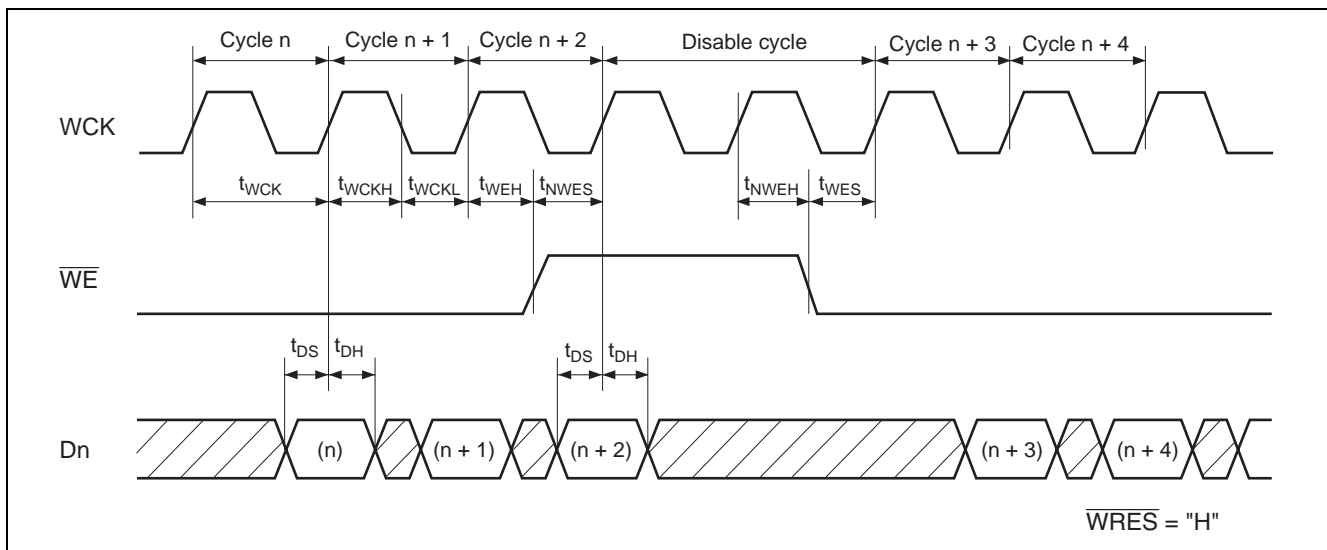 Cycle n Cycle n + 1 Cycle n + 2 Disable cycle Cycle n + 3 Cycle n + 4
WCK
tWCK tWCKH tWCKL tWEH tNWES tNWEH tWES
WE
tDS tDH tDS tDH
Dn (n) (n + 1) (n + 2) (n + 3) (n + 4)
WRES = "H"